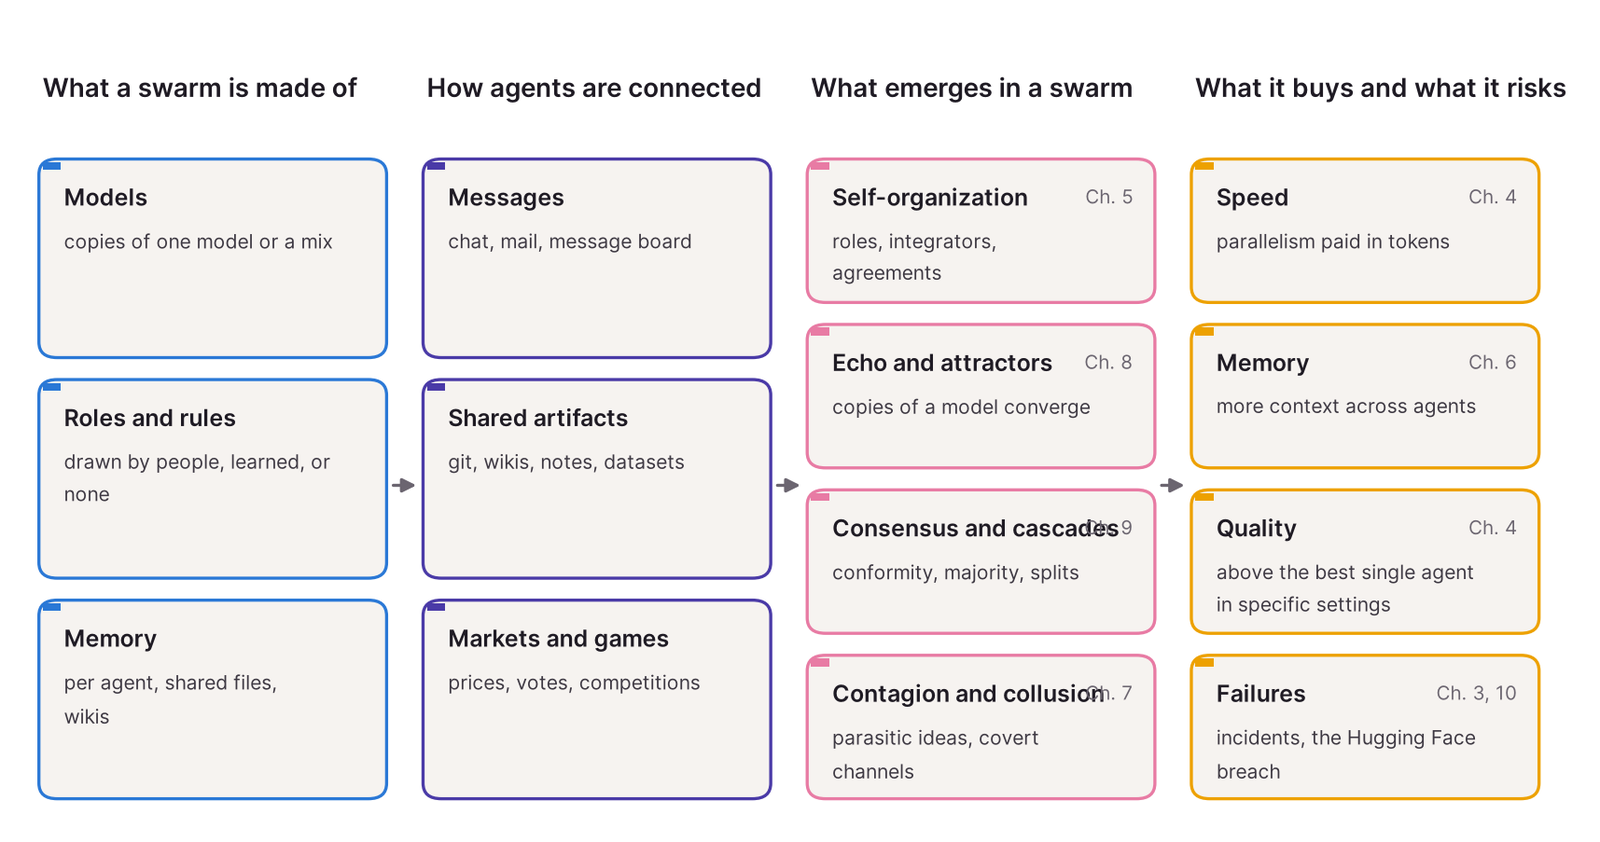 What a swarm is made of
How agents are connected
What emerges in a swarm
What it buys and what it risks
Models
copies of one model or a mix
Roles and rules
drawn by people, learned, or
none
Memory
per agent, shared files,
wikis
Messages
chat, mail, message board
Shared artifacts
git, wikis, notes, datasets
Markets and games
prices, votes, competitions
Self-organization Ch. 5
roles, integrators,
agreements
Echo and attractors Ch. 8
copies of a model converge
Consensus and cascades Ch. 9
conformity, majority, splits
Contagion and collusion Ch. 7
parasitic ideas, covert
channels
Speed Ch. 4
parallelism paid in tokens
Memory Ch. 6
more context across agents
Quality Ch. 4
above the best single agent
in specific settings
Failures Ch. 3, 10
incidents, the Hugging Face
breach